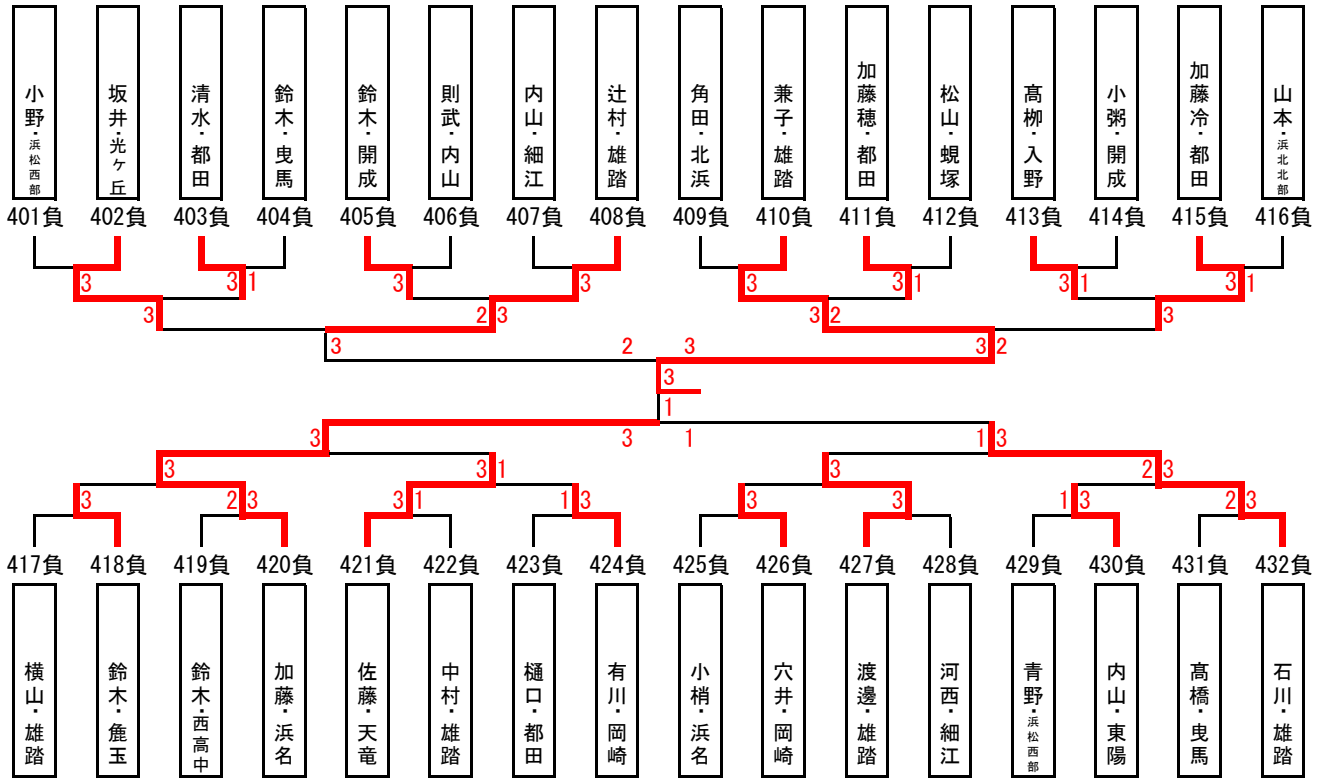 小野・浜松西部
坂井・光ヶ丘
清水・都田
鈴木・曳馬
鈴木・開成
則武・内山
内山・細江
辻村・雄踏
角田・北浜
兼子・雄踏
加藤穂・都田
松山・蜆塚
髙栁・入野
小粥・開成
加藤冷・都田
山本・浜北北部
401負 402負 403負 404負 405負 406負 407負 408負 409負 410負 411負 412負 413負 414負 415負 416負
3 3 1 3 3 3 3 1 3 1 3 1
3 2 3 3 2 3
3 2 3 3 2
3
1
3 3 1 1 3
3 3 1 3 2 3
3 2 3 3 1 1 3 3 3 1 3 2 3
417負 418負 419負 420負 421負 422負 423負 424負 425負 426負 427負 428負 429負 430負 431負 432負
横山・雄踏
鈴木・麁玉
鈴木・西高中
加藤・浜名
佐藤・天竜
中村・雄踏
樋口・都田
有川・岡崎
小梢・浜名
穴井・岡崎
渡邊・雄踏
河西・細江
青野・浜松西部
内山・東陽
髙橋・曳馬
石川・雄踏